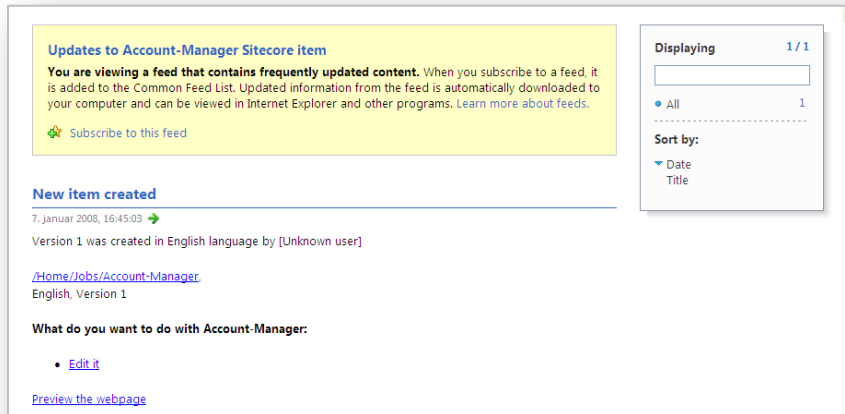 Updates to Account-Manager Sitecore item
You are viewing a feed that contains frequently updated content. When you subscribe to a feed, it
is added to the Common Feed List. Updated information from the feed is automatically downloaded to
your computer and can be viewed in Internet Explorer and other programs. Learn more about feeds.
Subscribe to this feed
Displaying 1 / 1
All 1
Sort by:
Date
Title
New item created
7. januar 2008, 16:45:03
Version 1 was created in English language by [Unknown user]
/Home/Jobs/Account-Manager,
English, Version 1
What do you want to do with Account-Manager:
Edit it
Preview the webpage